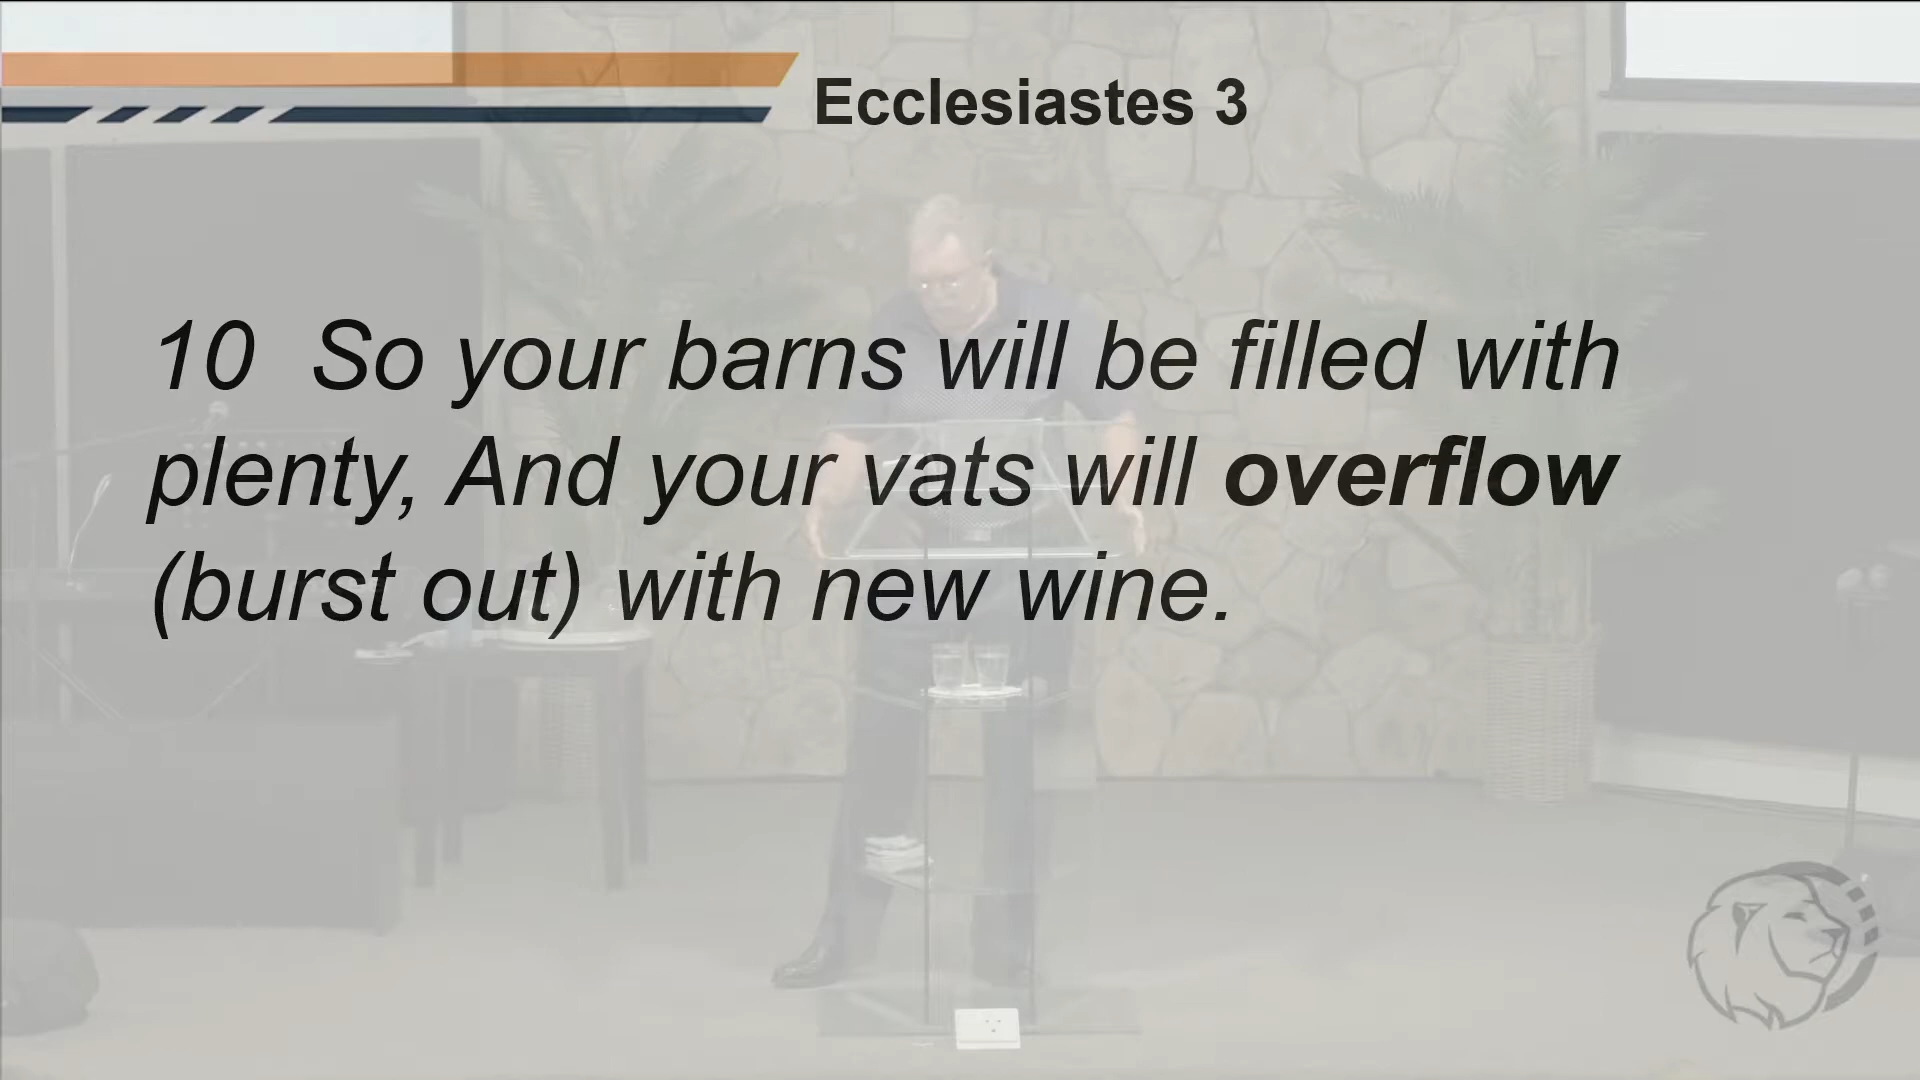 Ecclesiastes 3
10 So your barns will be filled with
plenty, And your vats will overflow
(burst out) with new wine.